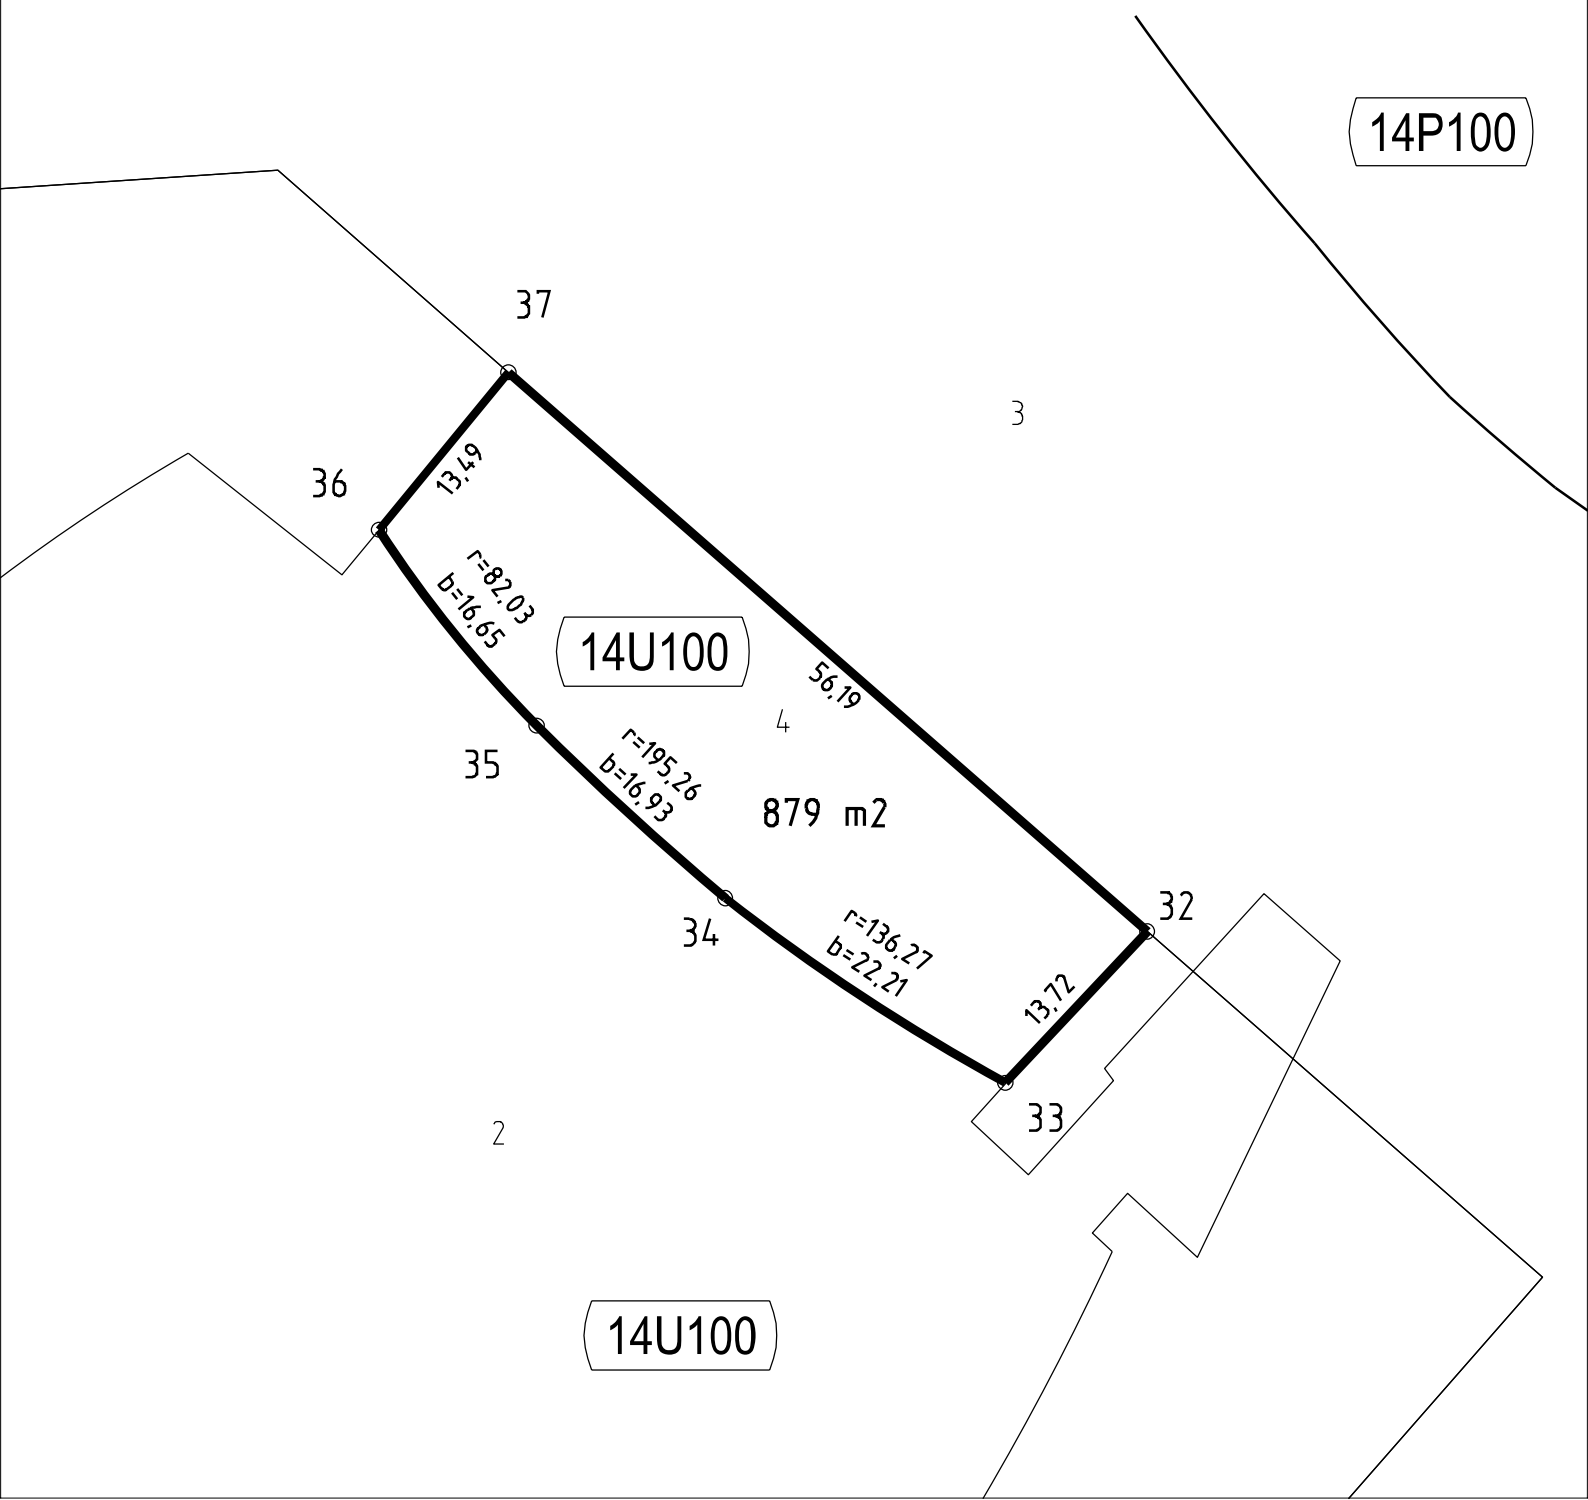 14P100
37
3
36
13,49
r=82,03
b=16,65
14U100
56,19
4
35
r=195,26
b=16,93
879 m2
32
34
r=136,27
b=22,21
13,72
33
2
14U100